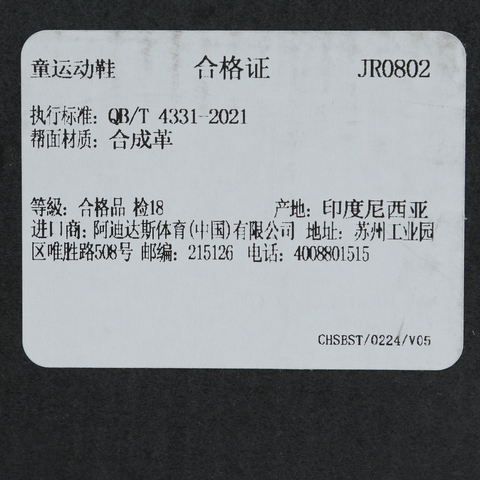 童运动鞋 合格证 JR0802
执行标准: QB/T 4331-2021
帮面材质: 合成革
等级: 合格品 检18 产地: 印度尼西亚
进口商: 阿迪达斯体育(中国)有限公司 地址: 苏州工业园
区唯胜路508号 邮编: 215126 电话: 4008801515
CHSBST/0224/V05